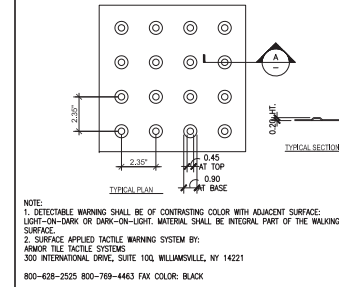 A
-
2.35"
0.20 HT.
TYPICAL SECTION
2.35"
0.45
AT TOP
0.90
AT BASE
TYPICAL PLAN
NOTE:
1. DETECTABLE WARNING SHALL BE OF CONTRASTING COLOR WITH ADJACENT SURFACE:
LIGHT-ON-DARK OR DARK-ON-LIGHT. MATERIAL SHALL BE INTEGRAL PART OF THE WALKING
SURFACE.
2. SURFACE APPLIED TACTILE WARNING SYSTEM BY:
ARMOR TILE TACTILE SYSTEMS
300 INTERNATIONAL DRIVE, SUITE 100, WILLIAMSVILLE, NY 14221
800-628-2525 800-769-4463 FAX COLOR: BLACK